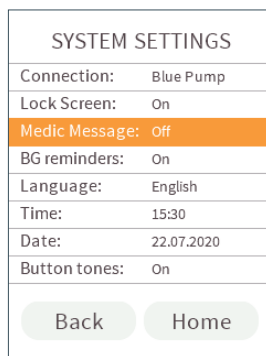 SYSTEM SETTINGS
Connection: Blue Pump
Lock Screen: On
Medic Message: Off
BG reminders: On
Language: English
Time: 15:30
Date: 22.07.2020
Button tones: On
Back Home